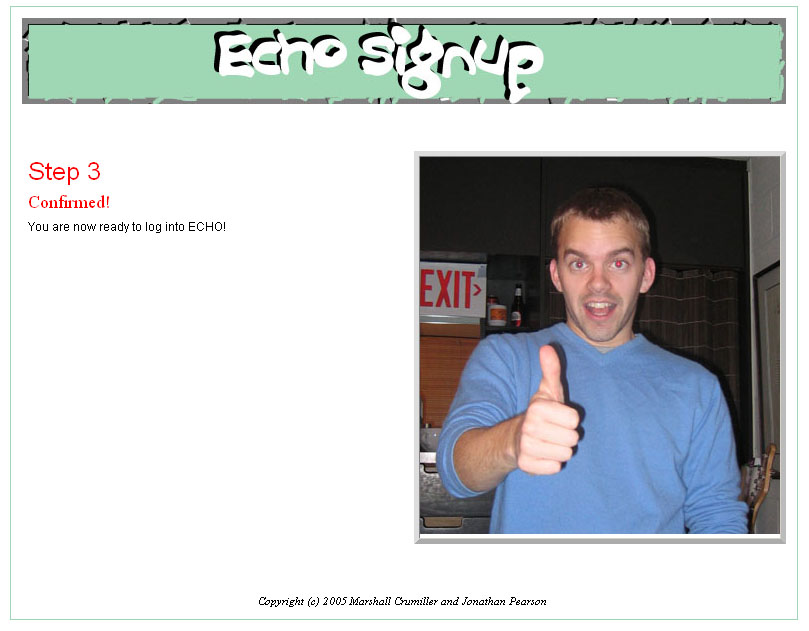 Echo signup
Step 3
Confirmed!
You are now ready to log into ECHO!
EXIT>
Copyright (c) 2005 Marshall Crumiller and Jonathan Pearson